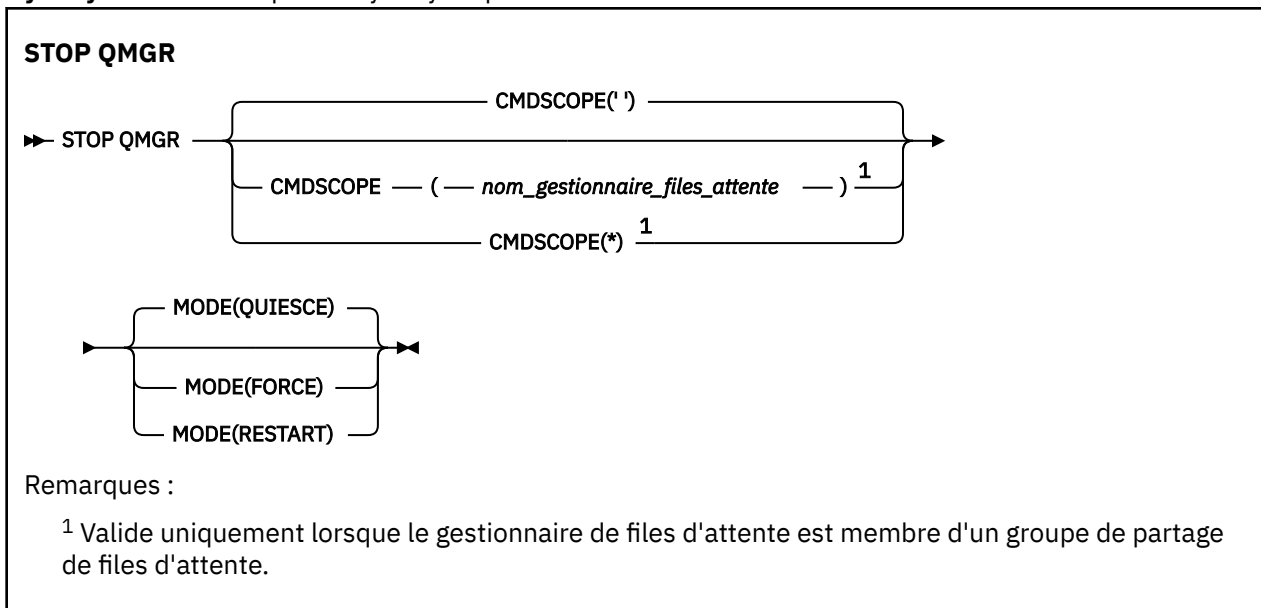 STOP QMGR
CMDSCOPE(' ')
STOP QMGR
CMDSCOPE ( nom_gestionnaire_files_attente ) 1
CMDSCOPE(*) 1
MODE(QUIESCE)
MODE(FORCE)
MODE(RESTART)
Remarques :
1 Valide uniquement lorsque le gestionnaire de files d'attente est membre d'un groupe de partage
de files d'attente.